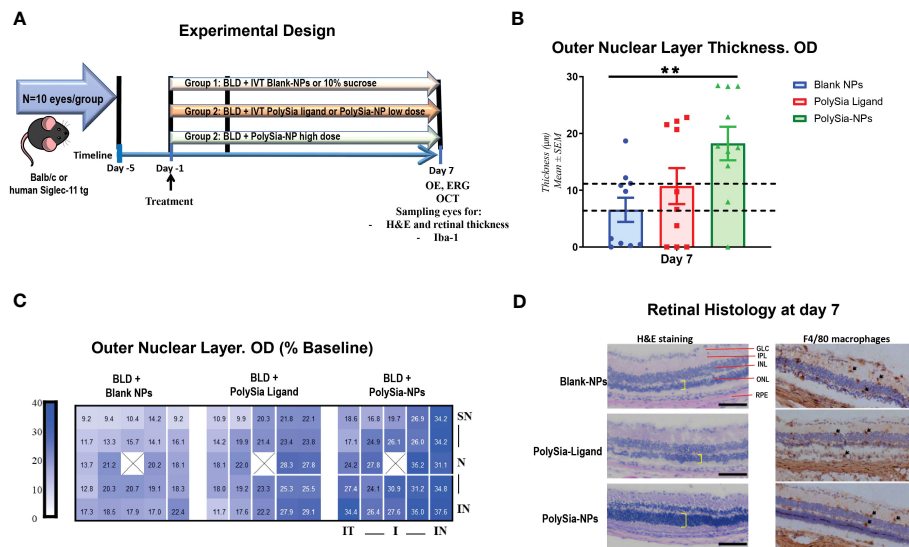 A
Experimental Design
N=10 eyes/group
Group 1: BLD + IVT Blank-NPs or 10% sucrose
Group 2: BLD + IVT PolySia ligand or PolySia-NP low dose
Group 2: BLD + PolySia-NP high dose
Timeline
Balb/c or
human Siglec-11 tg
Day -5
Day -1
Day 7
Treatment
OE, ERG
OCT
Sampling eyes for:
- H&E and retinal thickness
- Iba-1
B
Outer Nuclear Layer Thickness. OD
**
Thickness (µm)
Mean ± SEM
30
20
10
0
Day 7
Blank NPs
PolySia Ligand
PolySia-NPs
C
Outer Nuclear Layer. OD (% Baseline)
BLD +
Blank NPs
BLD +
PolySia Ligand
BLD +
PolySia-NPs
40
30
20
10
0
9.2 9.4 10.4 14.2 9.2 10.9 9.9 20.3 21.8 22.1 18.6 16.8 19.7 26.9 34.2 SN
11.7 13.3 15.7 14.1 16.1 14.2 19.9 21.4 23.4 23.8 17.1 24.9 26.1 26.0 34.2
13.7 21.2 20.2 18.1 18.1 22.0 28.3 27.8 24.2 27.8 36.2 31.1 N
12.8 20.3 20.7 19.1 18.3 18.0 19.2 23.3 25.3 25.5 27.4 24.1 30.9 31.2 34.8
17.3 18.5 17.9 17.0 22.4 11.7 17.6 22.2 27.9 29.1 34.4 26.4 27.6 35.0 37.6 IN
IT I IN
D
Retinal Histology at day 7
H&E staining
F4/80 macrophages
Blank-NPs
PolySia-Ligand
PolySia-NPs
GLC
IPL
INL
ONL
RPE